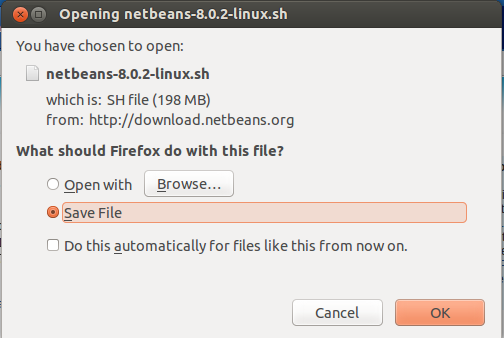 Opening netbeans-8.0.2-linux.sh
You have chosen to open:
netbeans-8.0.2-linux.sh
which is: SH file (198 MB)
from: http://download.netbeans.org
What should Firefox do with this file?
Open with Browse...
Save File
Do this automatically for files like this from now on.
Cancel OK